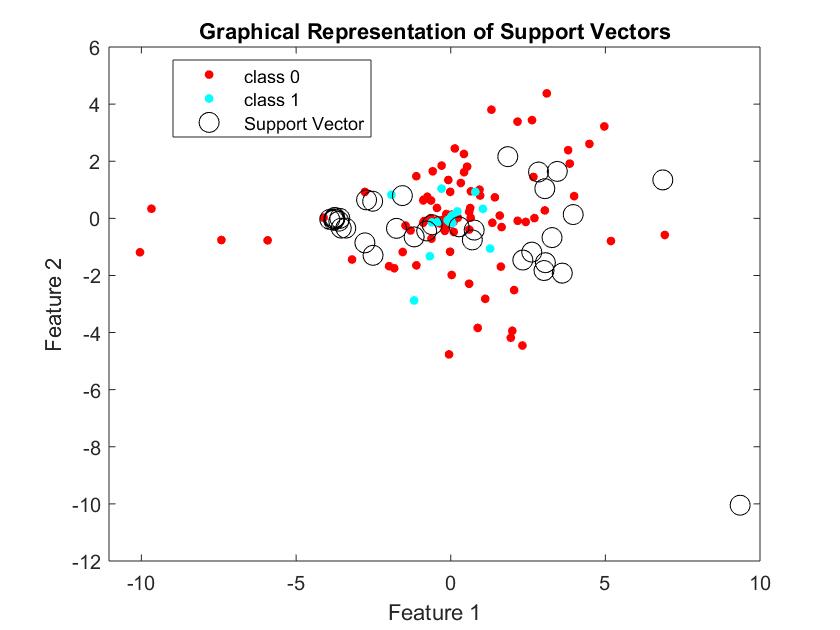 Graphical Representation of Support Vectors
6
class 0
class 1
Support Vector
4
2
0
-2
-4
-6
-8
-10
-12
Feature 2
-10 -5 0 5 10
Feature 1